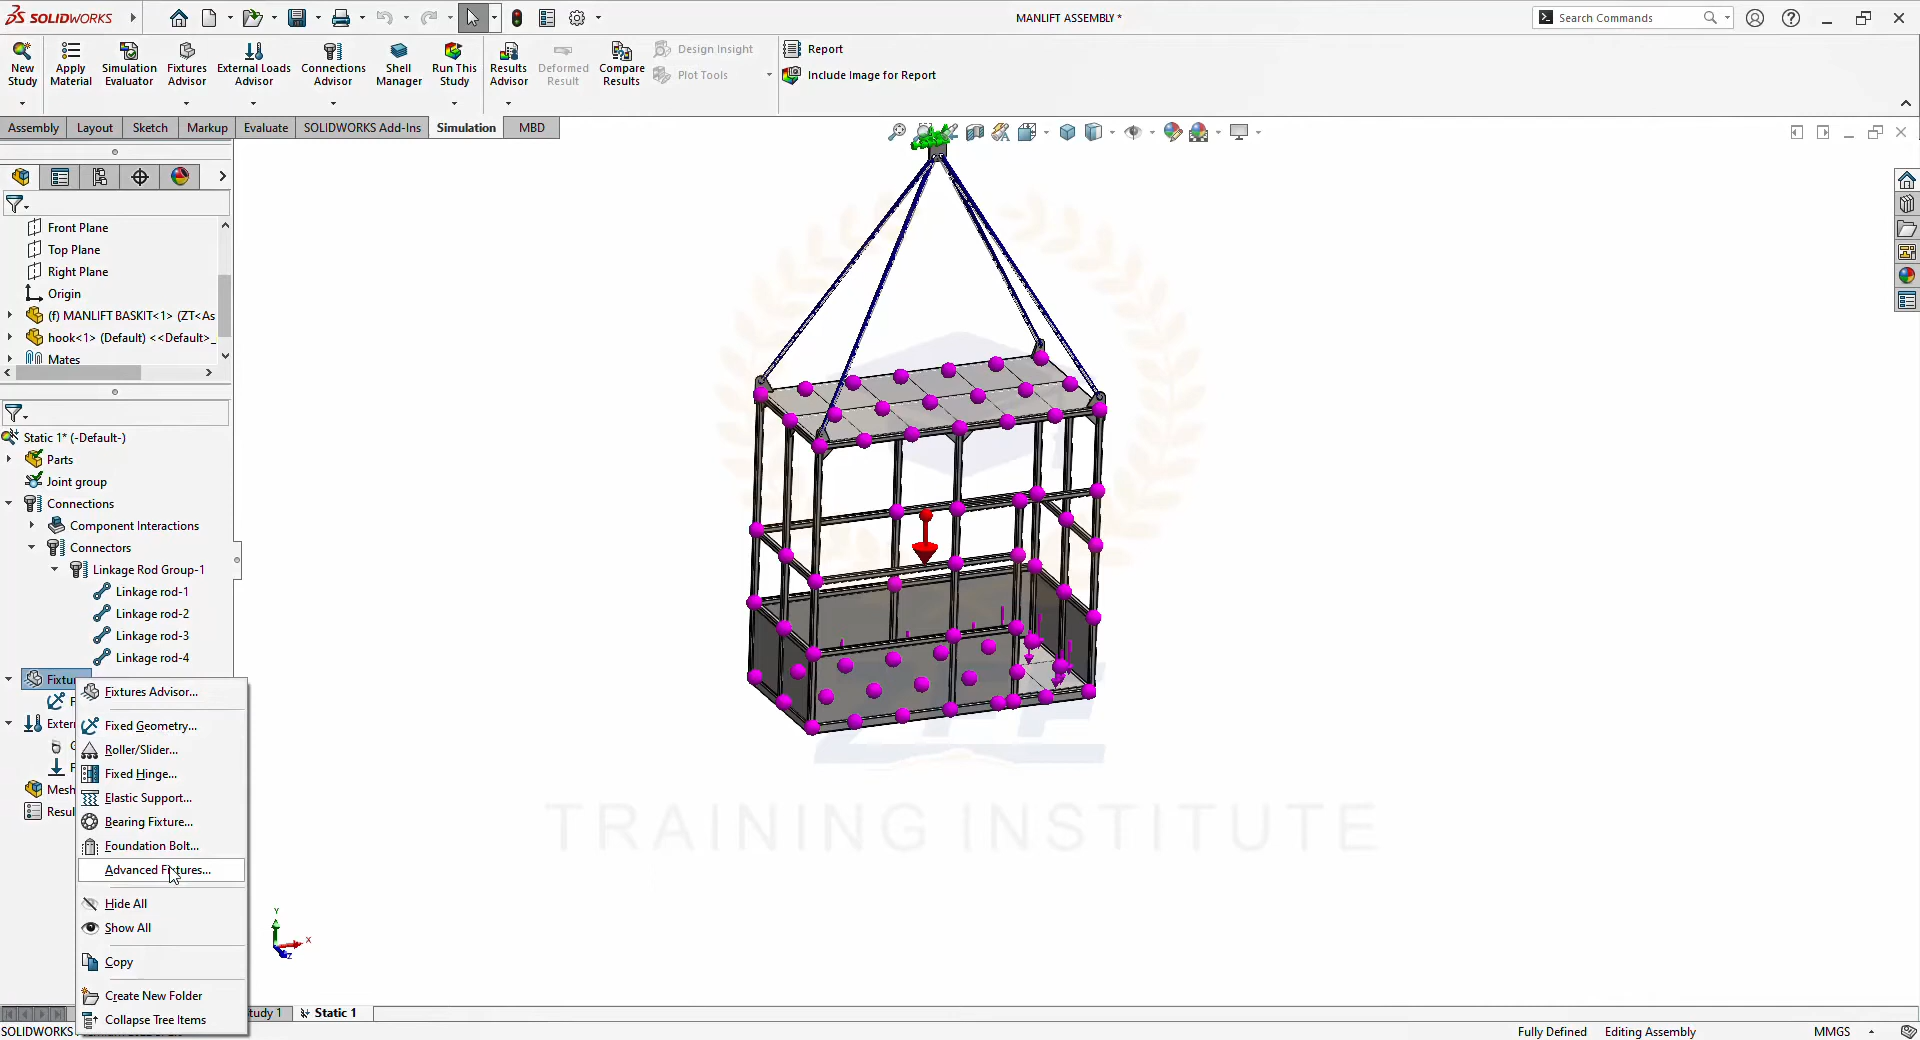 SOLIDWORKS
MANLIFT ASSEMBLY *
Search Commands
New Study
Apply Material
Simulation Evaluator
Fixtures Advisor
External Loads Advisor
Connections Advisor
Shell Manager
Run This Study
Results Advisor
Deformed Result
Compare Results
Design Insight
Plot Tools
Report
Include Image for Report
Assembly
Layout
Sketch
Markup
Evaluate
SOLIDWORKS Add-Ins
Simulation
MBD
Front Plane
Top Plane
Right Plane
Origin
(f) MANLIFT BASKIT<1> (ZT<As
hook<1> (Default) <<Default>_
Mates
Static 1* (-Default-)
Parts
Joint group
Connections
Component Interactions
Connectors
Linkage Rod Group-1
Linkage rod-1
Linkage rod-2
Linkage rod-3
Linkage rod-4
Fixtu
Exter
Mesh
Resu
Fixtures Advisor...
Fixed Geometry...
Roller/Slider...
Fixed Hinge...
Elastic Support...
Bearing Fixture...
Foundation Bolt...
Advanced Fixtures...
Hide All
Show All
Copy
Create New Folder
Collapse Tree Items
Y
X
Z
TRAINING INSTITUTE
tudy 1
Static 1
SOLIDWORKS
Fully Defined
Editing Assembly
MMGS